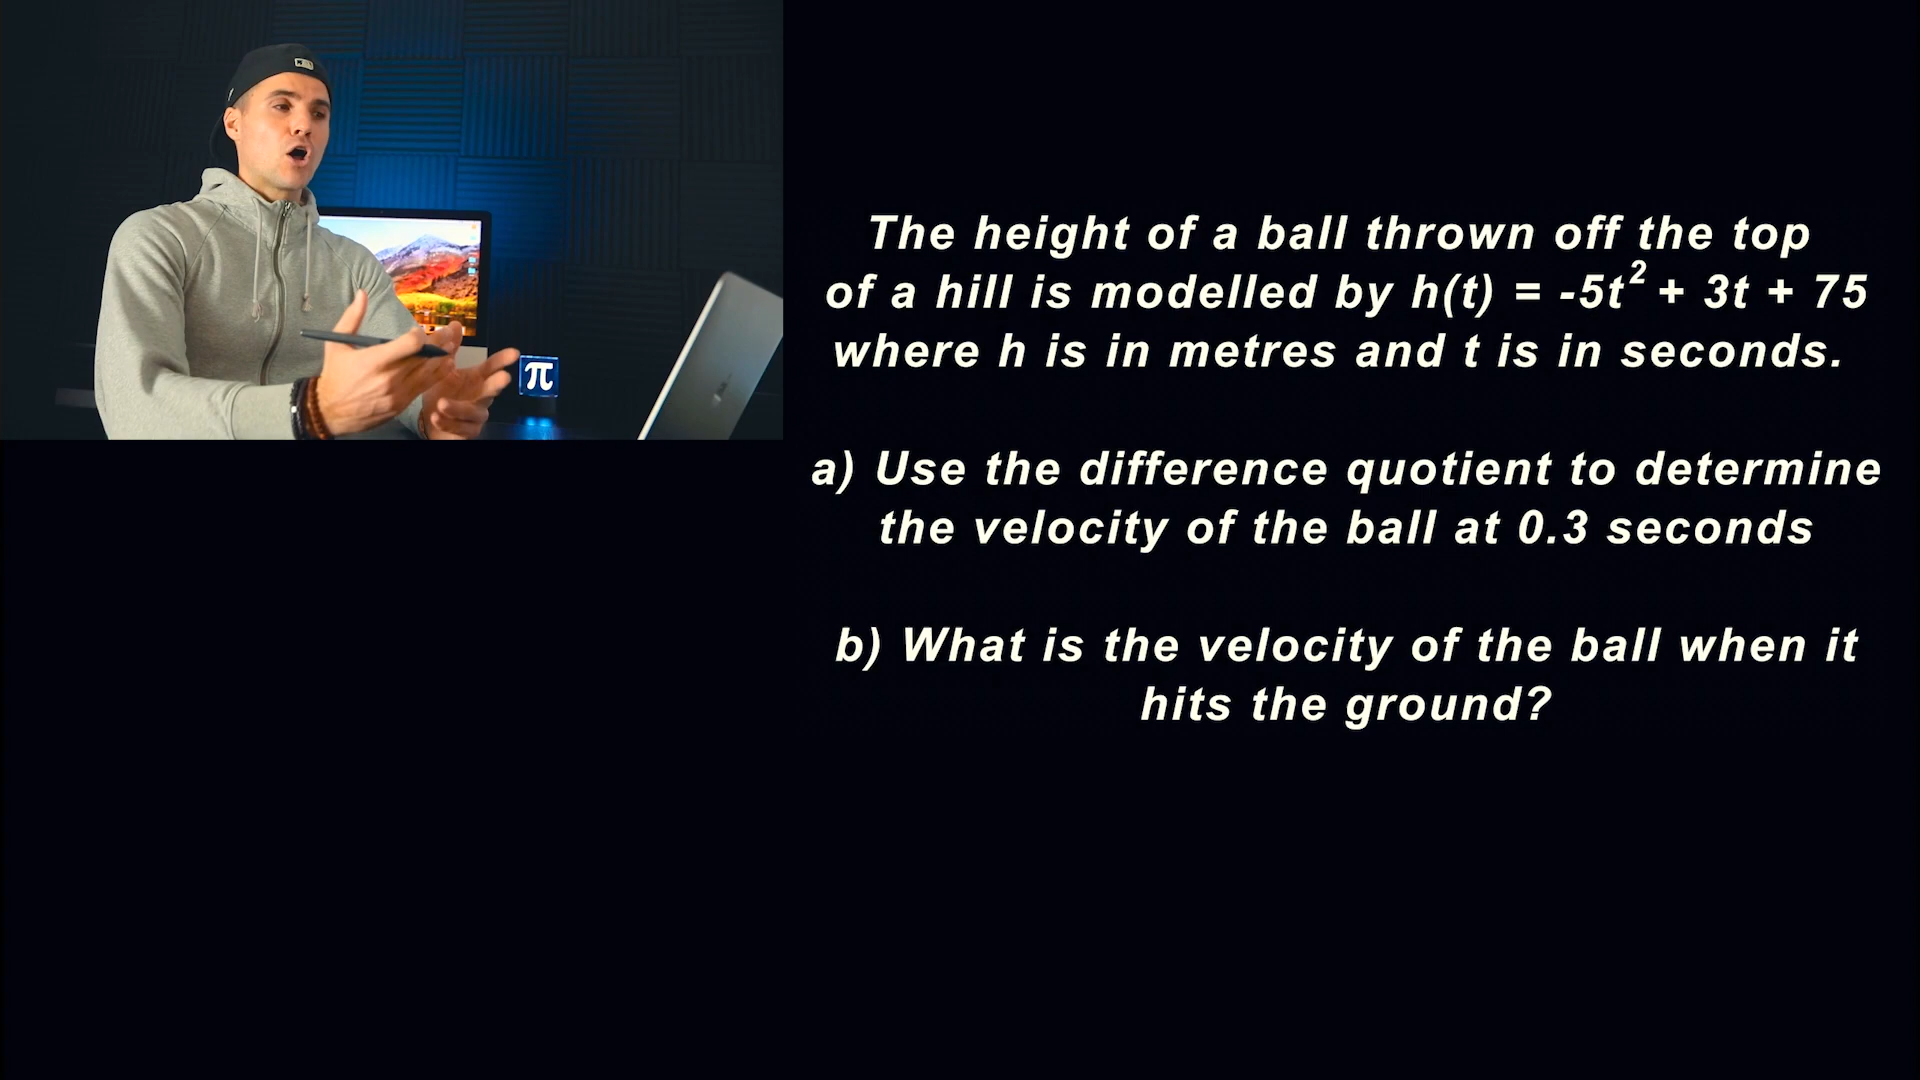 π
The height of a ball thrown off the top
of a hill is modelled by h(t) = -5t² + 3t + 75
where h is in metres and t is in seconds.
a) Use the difference quotient to determine
the velocity of the ball at 0.3 seconds
b) What is the velocity of the ball when it
hits the ground?